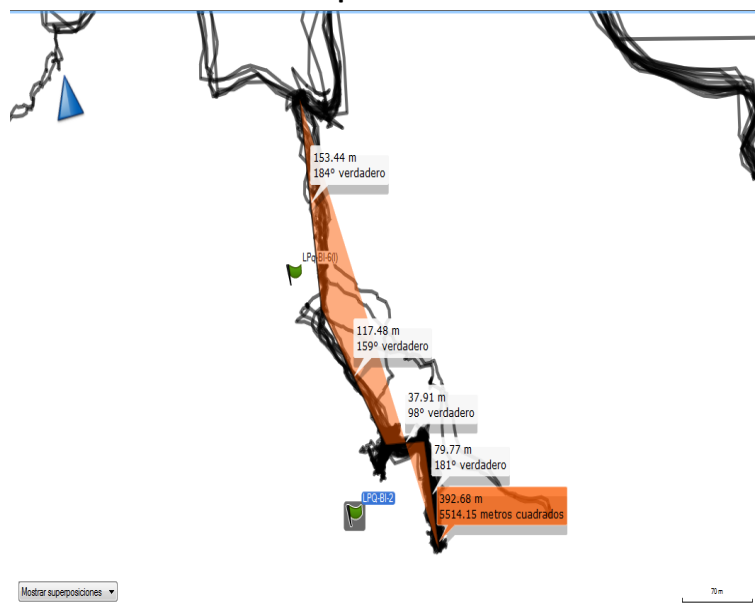 153.44 m
184º verdadero
LPq-BI-6(I)
117.48 m
159º verdadero
37.91 m
98º verdadero
79.77 m
181º verdadero
LPQ-BI-2
392.68 m
5514.15 metros cuadrados
Mostrar superposiciones
70 m